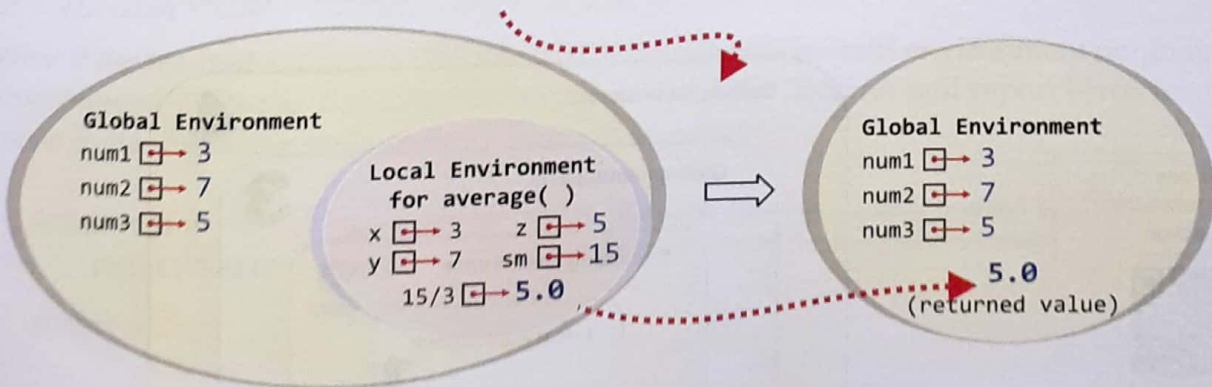 Global Environment
num1 → 3
num2 → 7
num3 → 5
Local Environment
for average( )
x → 3 z → 5
y → 7 sm → 15
15/3 → 5.0
Global Environment
num1 → 3
num2 → 7
num3 → 5
5.0
(returned value)